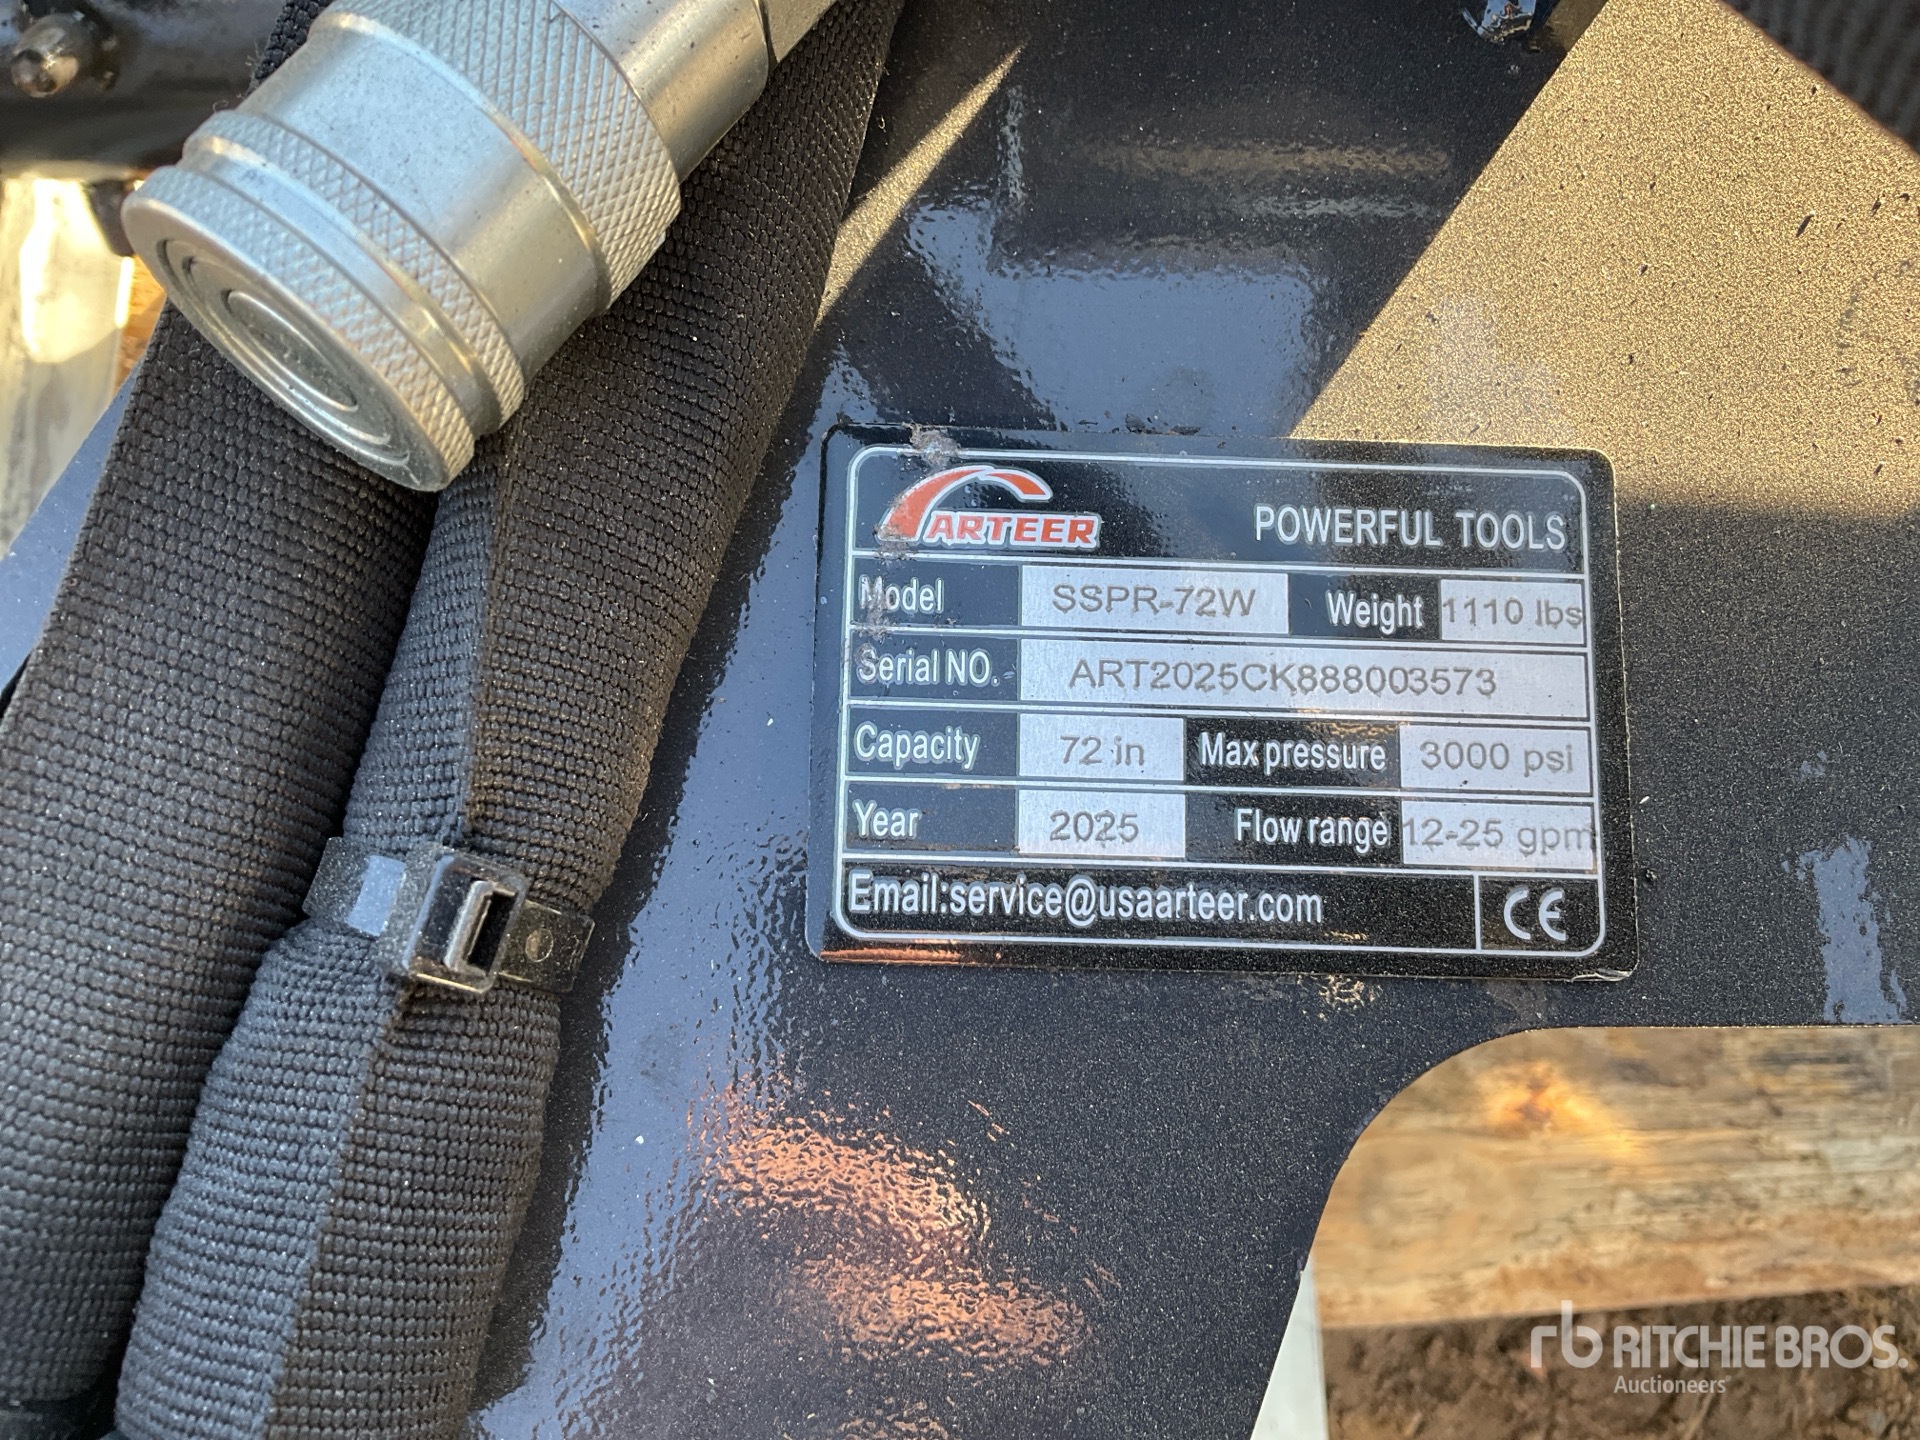 ARTEER POWERFUL TOOLS
Model SSPR-72W Weight 1110 lbs
Serial NO. ART2025CK888003573
Capacity 72 in Max pressure 3000 psi
Year 2025 Flow range 12-25 gpm
Email:service@usaarteer.com CE
rb RITCHIE BROS.
Auctioneers